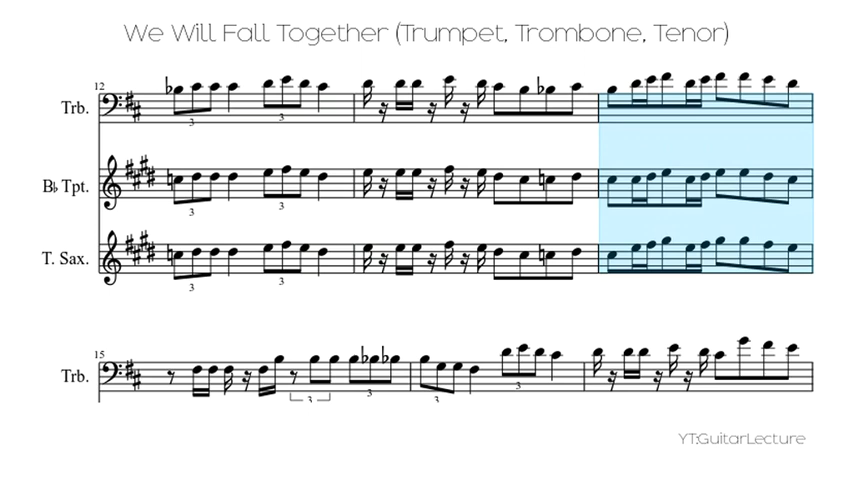 We Will Fall Together (Trumpet, Trombone, Tenor)
12
Trb.
3
3
B♭ Tpt.
3
3
T. Sax.
3
3
15
Trb.
3
3
3
3
YT:GuitarLecture